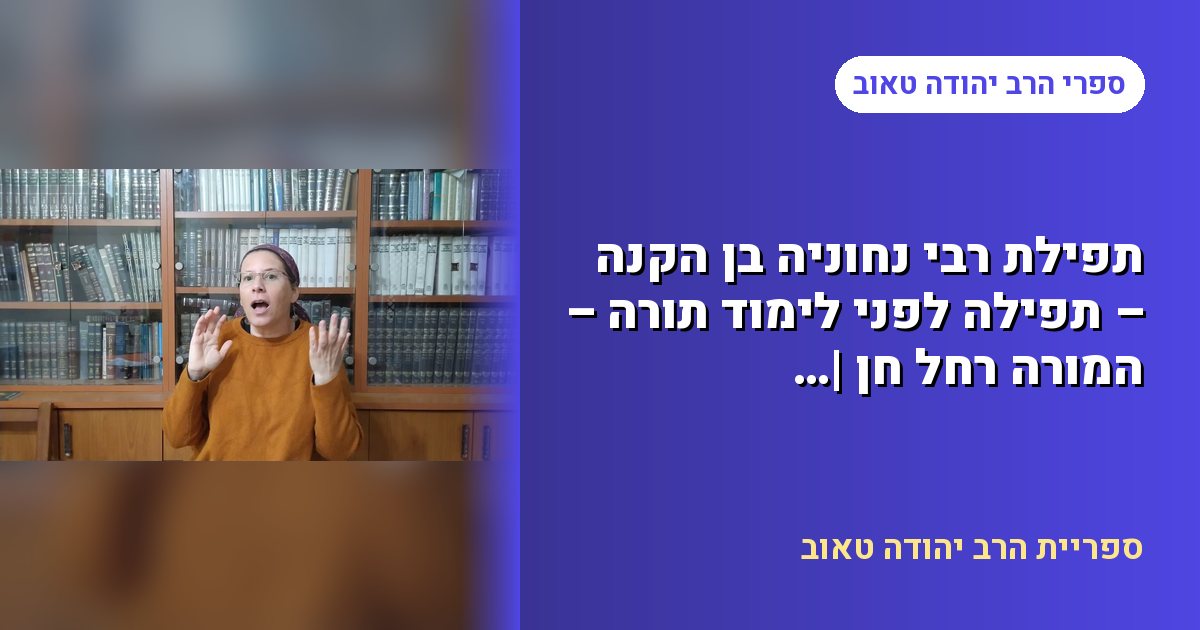 ספרי הרב יהודה טאוב
תפילת רבי נחוניה בן הקנה
– תפילה לפני לימוד תורה –
המורה רחל חן |...
ספריית הרב יהודה טאוב